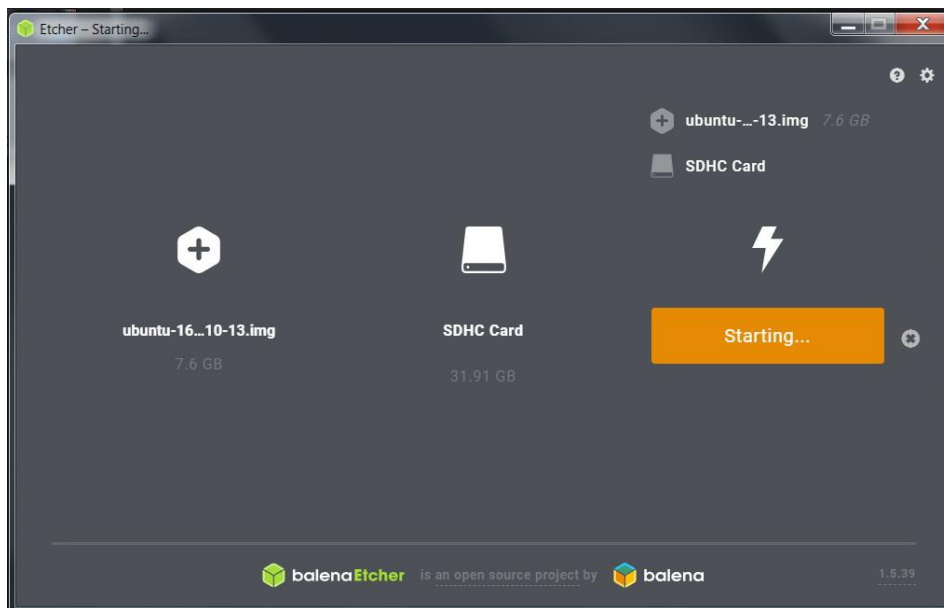 Etcher – Starting...
ubuntu-...-13.img 7.6 GB
SDHC Card
ubuntu-16...10-13.img
7.6 GB
SDHC Card
31.91 GB
Starting...
balenaEtcher is an open source project by balena
1.5.39